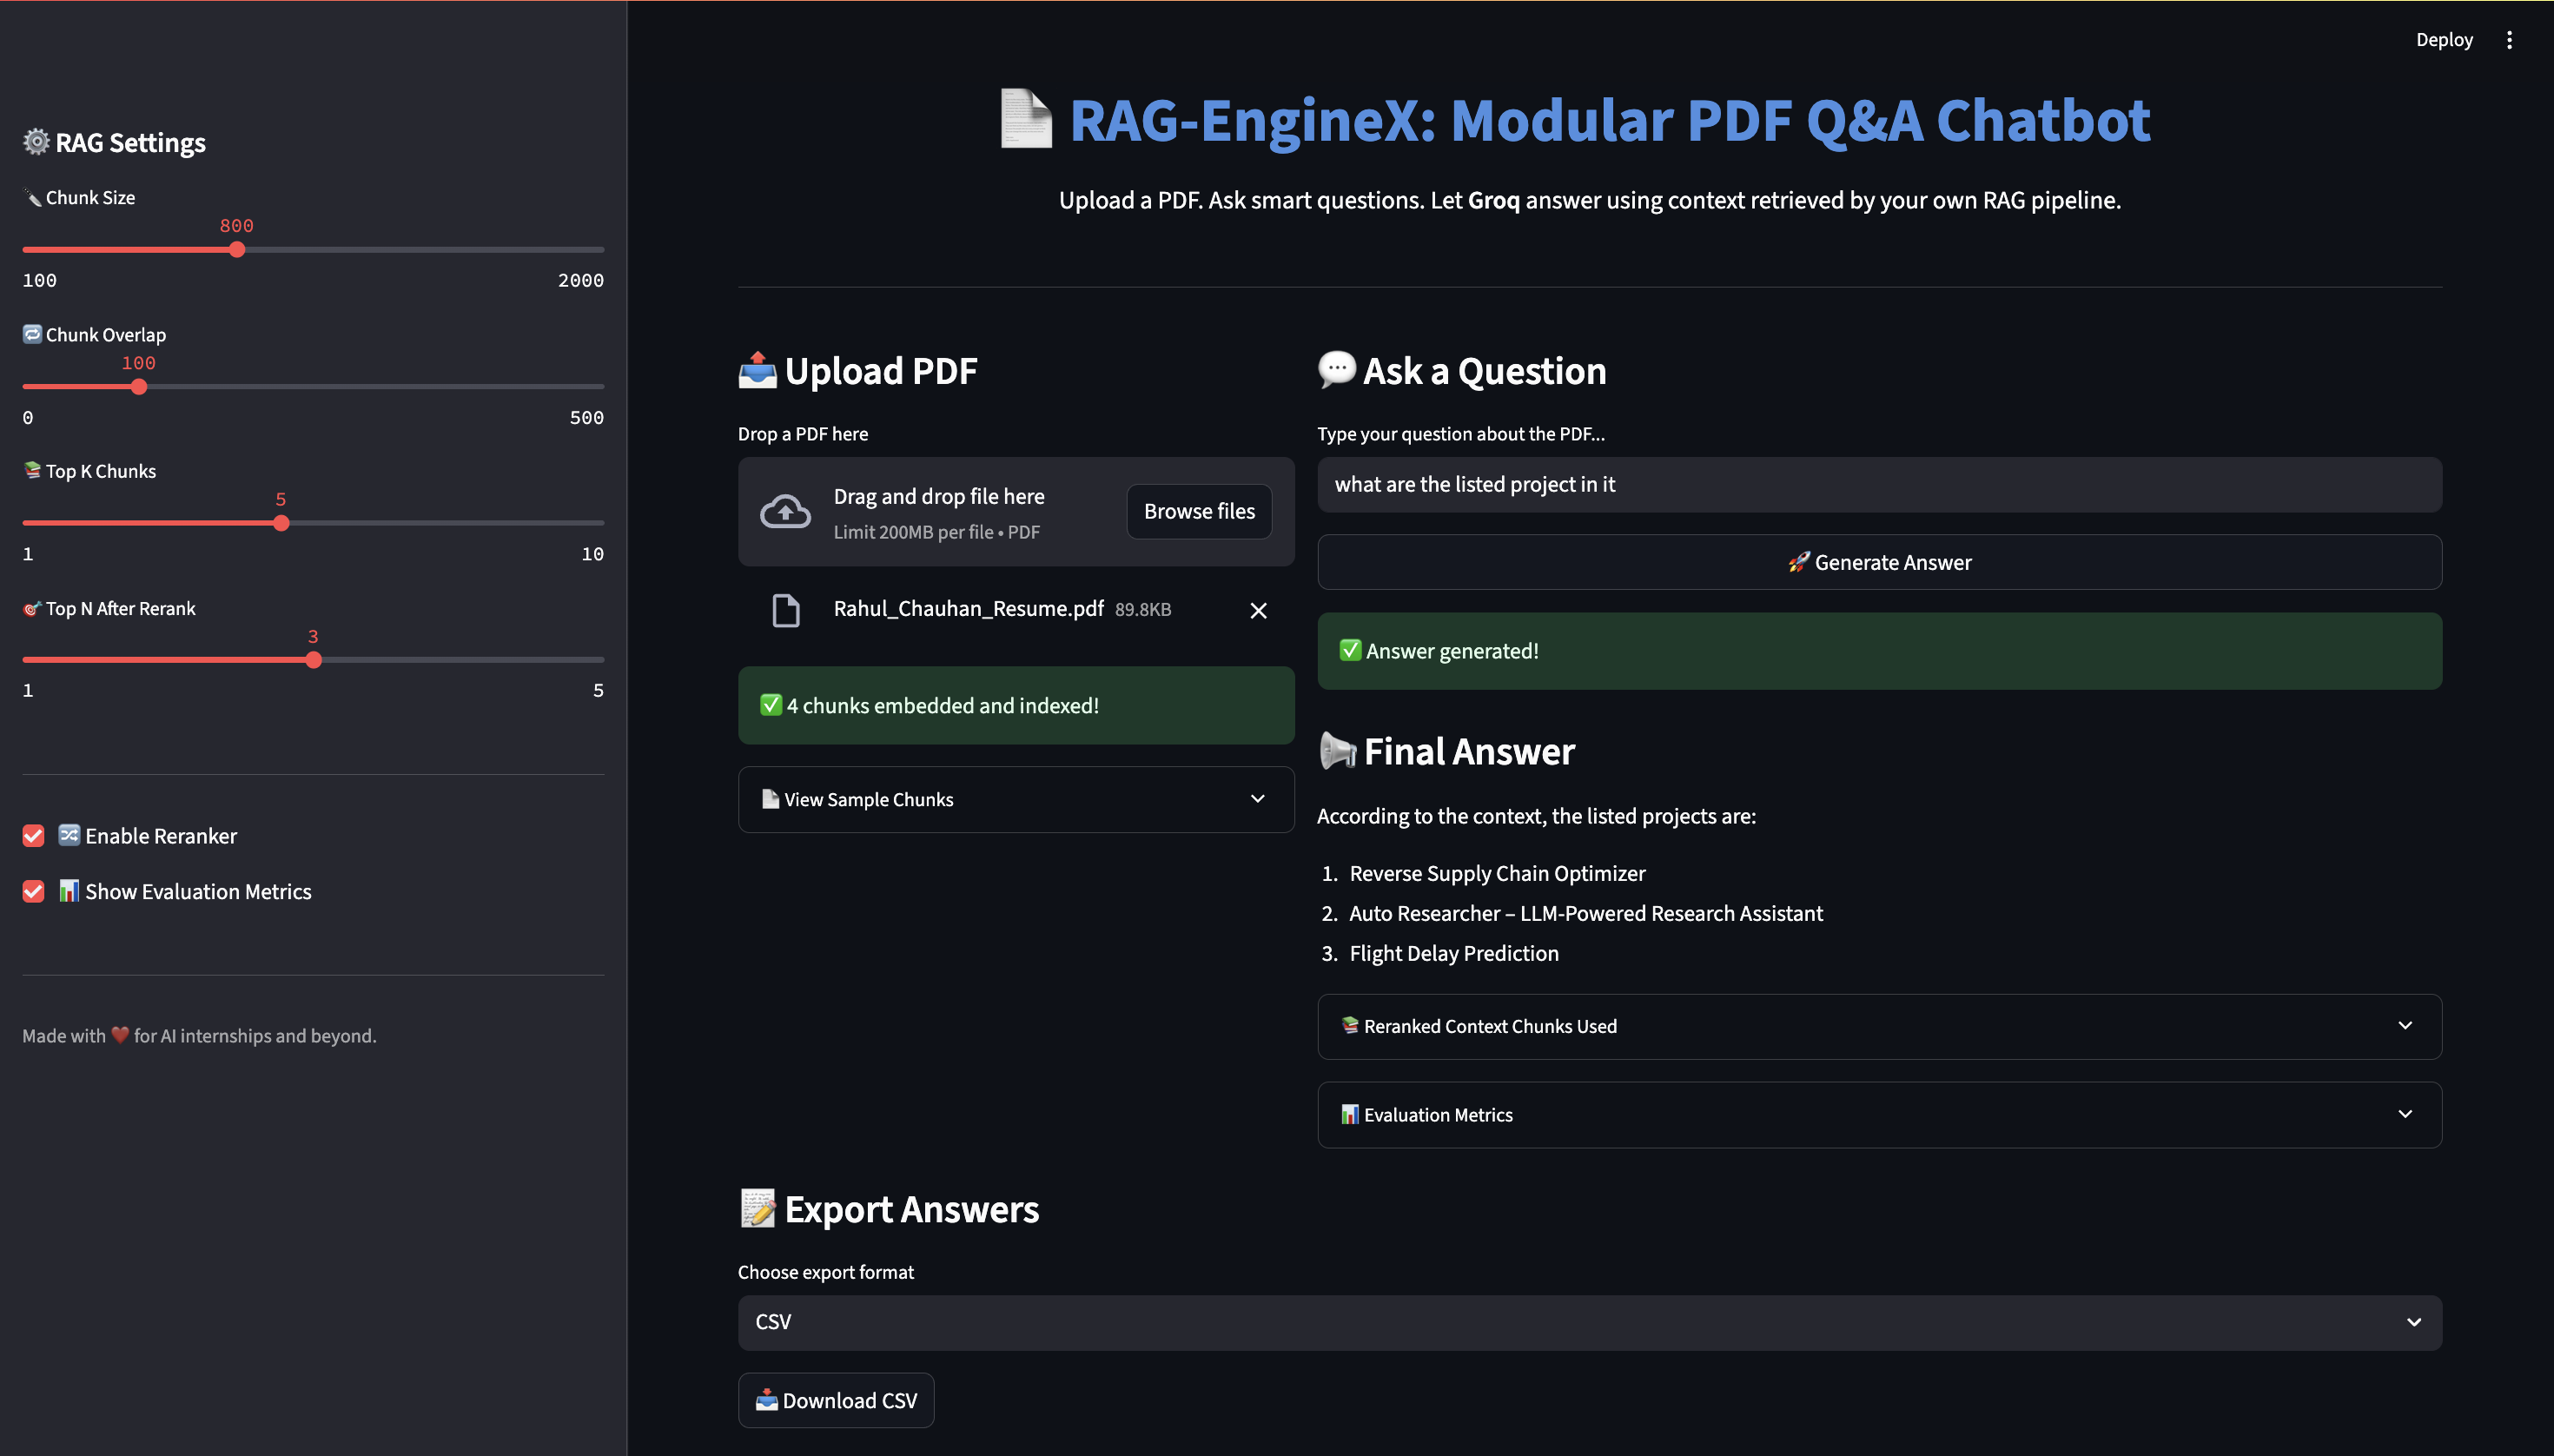 Deploy
RAG Settings
Chunk Size
800
100 2000
Chunk Overlap
100
0 500
Top K Chunks
5
1 10
Top N After Rerank
3
1 5
Enable Reranker
Show Evaluation Metrics
Made with ❤️ for AI internships and beyond.
RAG-EngineX: Modular PDF Q&A Chatbot
Upload a PDF. Ask smart questions. Let Groq answer using context retrieved by your own RAG pipeline.
Upload PDF
Drop a PDF here
Drag and drop file here
Limit 200MB per file • PDF
Browse files
Rahul_Chauhan_Resume.pdf 89.8KB
✅ 4 chunks embedded and indexed!
View Sample Chunks
Ask a Question
Type your question about the PDF...
what are the listed project in it
Generate Answer
✅ Answer generated!
Final Answer
According to the context, the listed projects are:
1. Reverse Supply Chain Optimizer
2. Auto Researcher – LLM-Powered Research Assistant
3. Flight Delay Prediction
Reranked Context Chunks Used
Evaluation Metrics
Export Answers
Choose export format
CSV
Download CSV